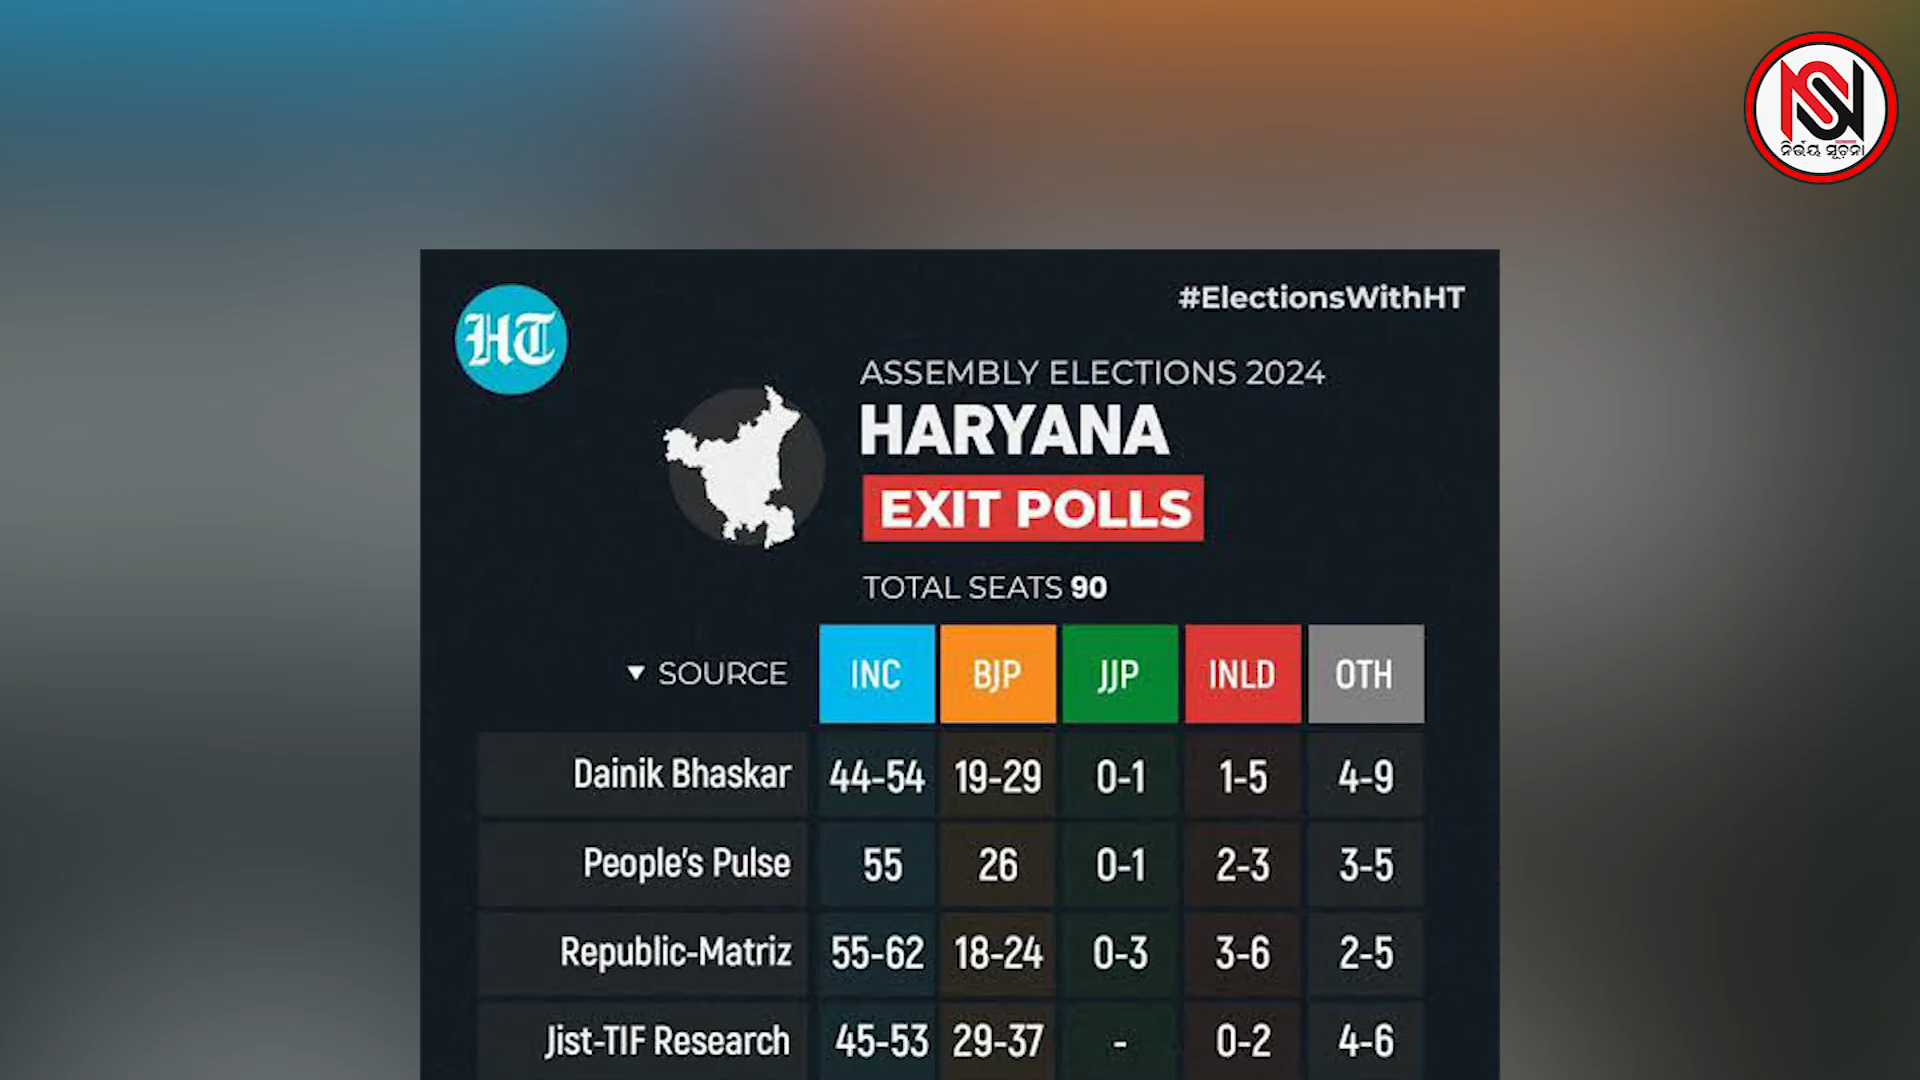 ନିର୍ଭୟ ସୂଚନା
#ElectionsWithHT
HT
ASSEMBLY ELECTIONS 2024
HARYANA
EXIT POLLS
TOTAL SEATS 90
▼ SOURCE INC BJP JJP INLD OTH
Dainik Bhaskar 44-54 19-29 0-1 1-5 4-9
People's Pulse 55 26 0-1 2-3 3-5
Republic-Matriz 55-62 18-24 0-3 3-6 2-5
Jist-TIF Research 45-53 29-37 - 0-2 4-6